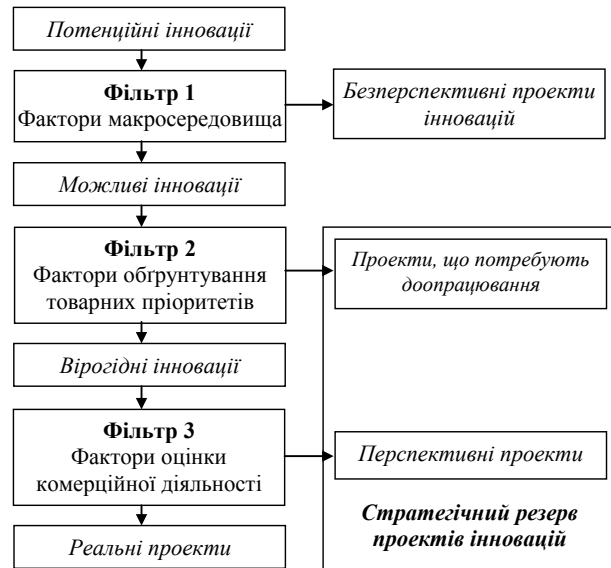 Потенційні інновації
Фільтр 1
Фактори макросередовища
Безперспективні проекти
інновацій
Можливі інновації
Фільтр 2
Фактори обґрунтування
товарних пріоритетів
Проекти, що потребують
доопрацювання
Вірогідні інновації
Фільтр 3
Фактори оцінки
комерційної діяльності
Перспективні проекти
Стратегічний резерв
проектів інновацій
Реальні проекти